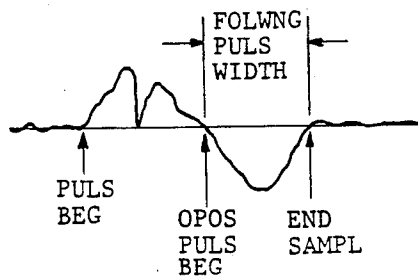 FOLWNG
PULS
WIDTH
PULS
BEG
OPOS
PULS
BEG
END
SAMPL